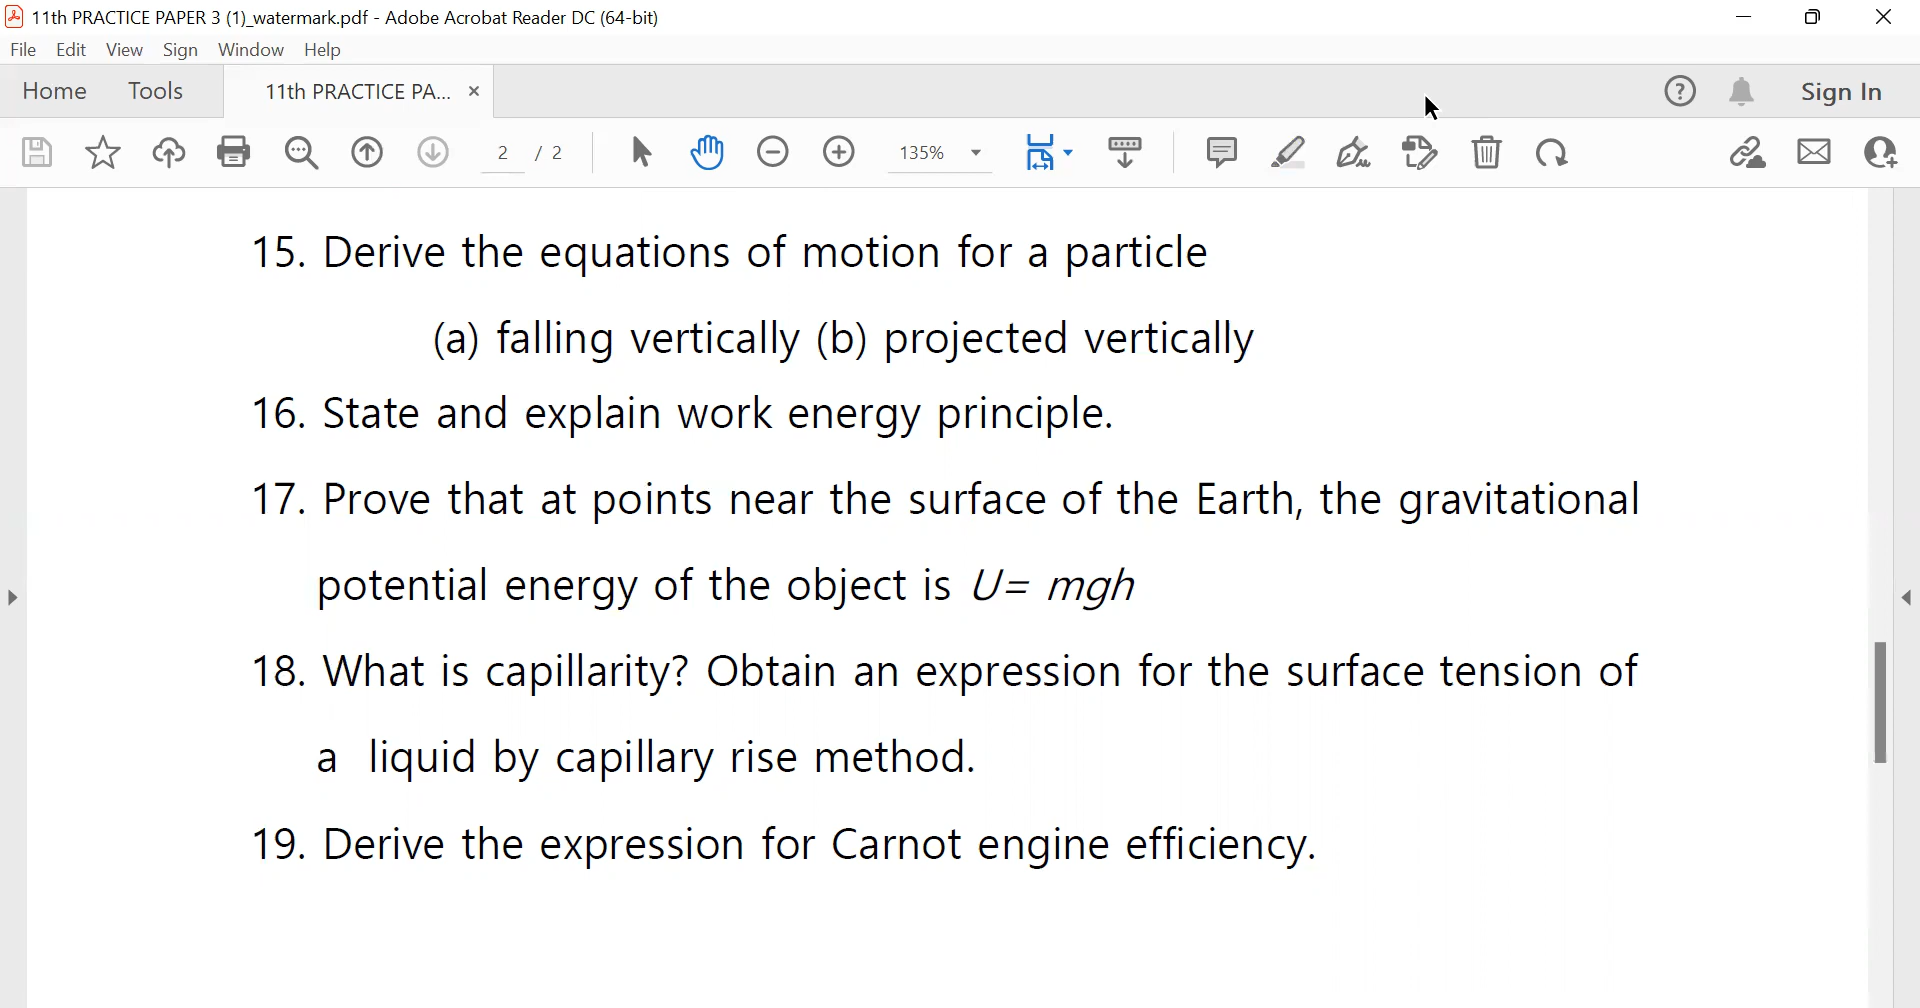 11th PRACTICE PAPER 3 (1)_watermark.pdf - Adobe Acrobat Reader DC (64-bit)
File Edit View Sign Window Help
Home Tools 11th PRACTICE PA... × Sign In
2 / 2 135%
15. Derive the equations of motion for a particle
(a) falling vertically (b) projected vertically
16. State and explain work energy principle.
17. Prove that at points near the surface of the Earth, the gravitational
potential energy of the object is U= mgh
18. What is capillarity? Obtain an expression for the surface tension of
a liquid by capillary rise method.
19. Derive the expression for Carnot engine efficiency.